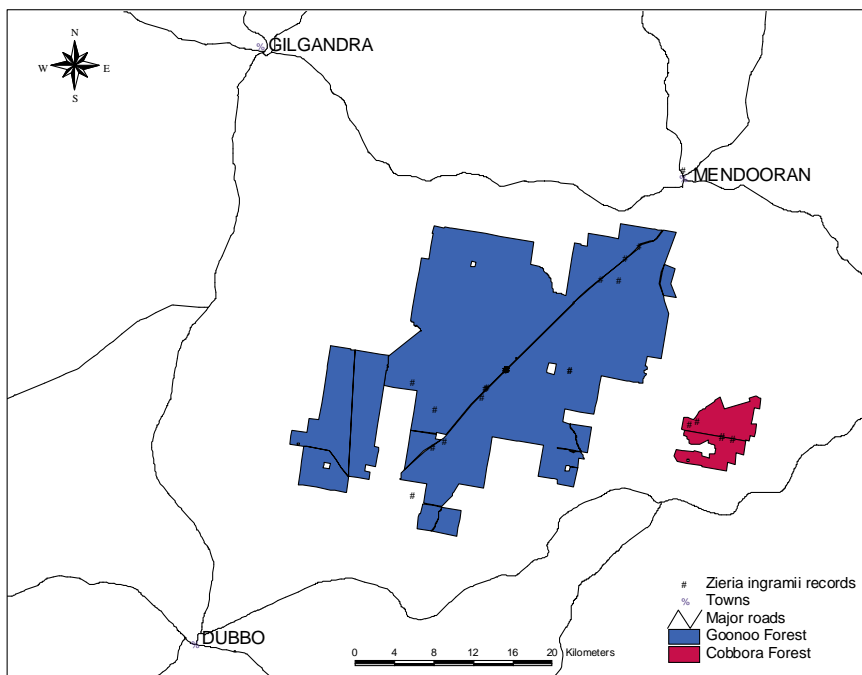 N
GILGANDRA
W E
S
MENDOORAN
# Zieria ingramii records
% Towns
Major roads
Goonoo Forest
Cobbora Forest
DUBBO
0 4 8 12 16 20 Kilometers